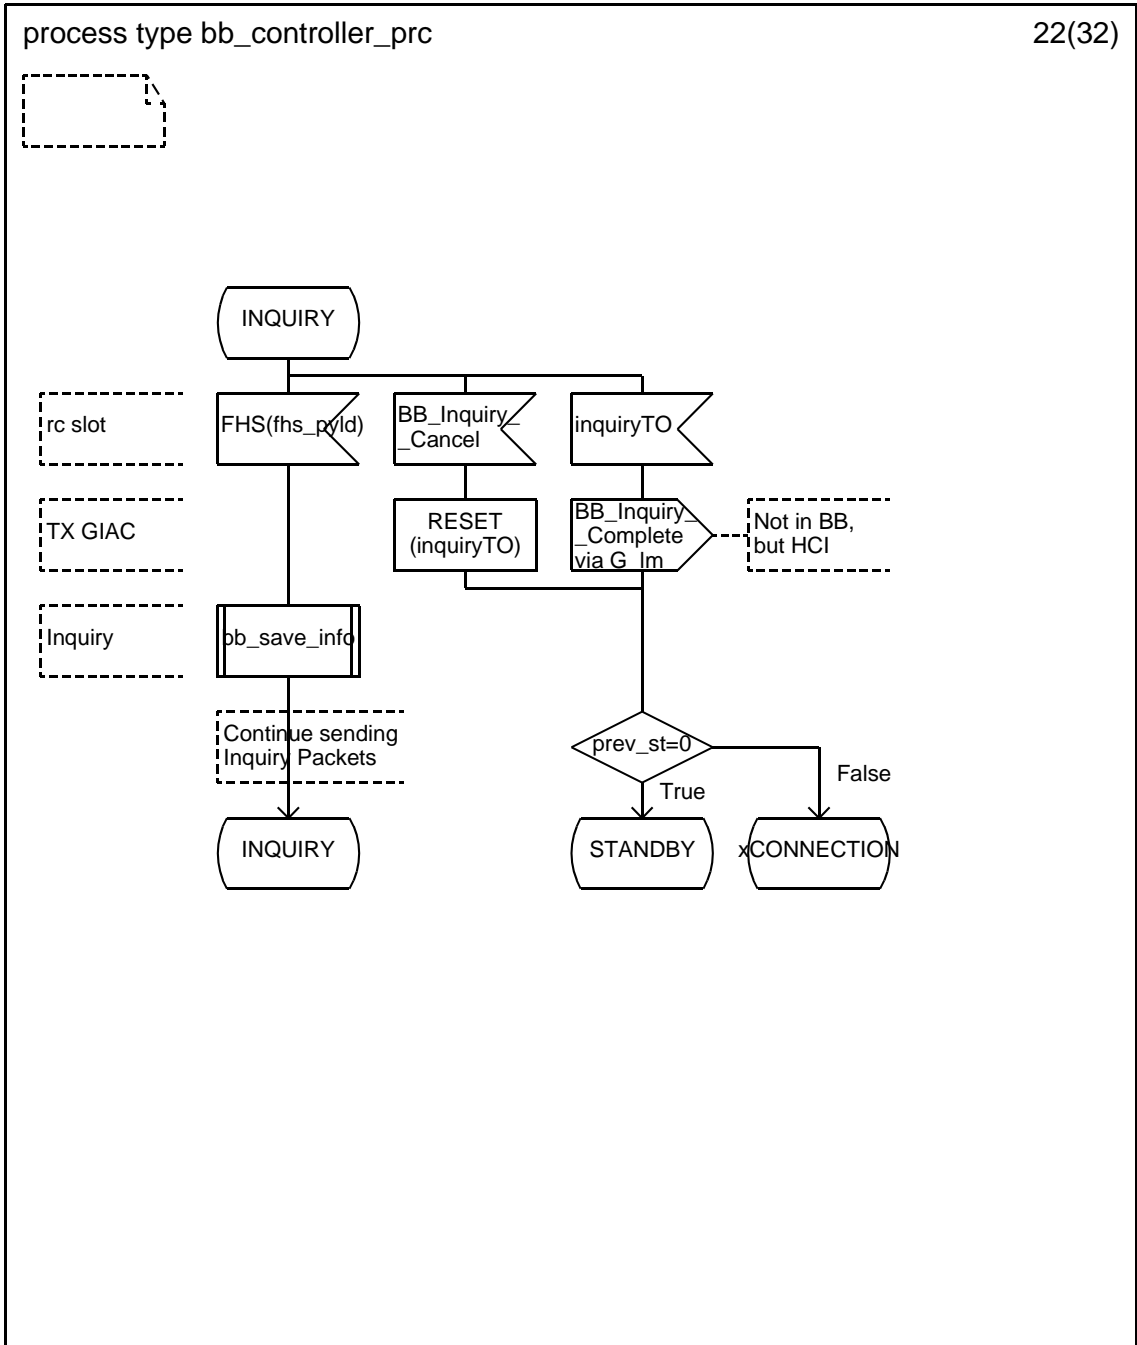 process type bb_controller_prc
22(32)
INQUIRY
rc slot
FHS(fhs_pyld)
BB_Inquiry_
_Cancel
inquiryTO
TX GIAC
RESET
(inquiryTO)
BB_Inquiry_
_Complete
via G_lm
Not in BB,
but HCI
Inquiry
bb_save_info
Continue sending
Inquiry Packets
prev_st=0
False
True
INQUIRY
STANDBY
xCONNECTION